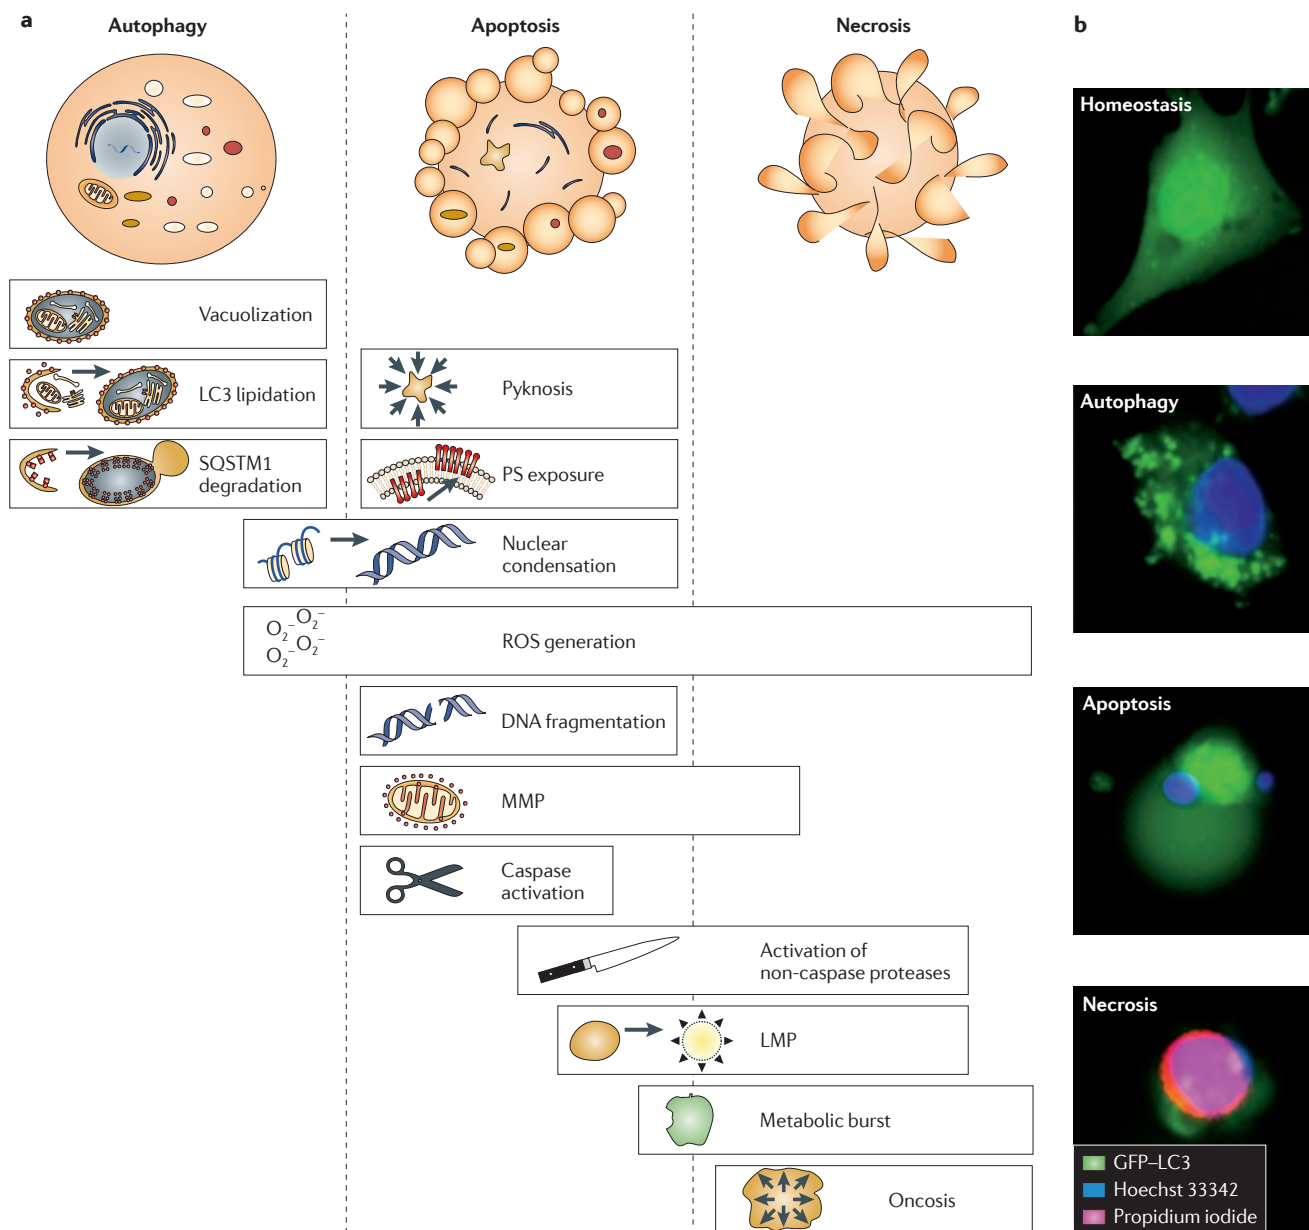 a
Autophagy
Apoptosis
Necrosis
b
Homeostasis
Vacuolization
LC3 lipidation
Pyknosis
Autophagy
SQSTM1
degradation
PS exposure
Nuclear
condensation
O₂⁻ O₂⁻
O₂⁻ O₂⁻
ROS generation
DNA fragmentation
Apoptosis
MMP
Caspase
activation
Activation of
non-caspase proteases
Necrosis
LMP
Metabolic burst
Oncosis
GFP–LC3
Hoechst 33342
Propidium iodide